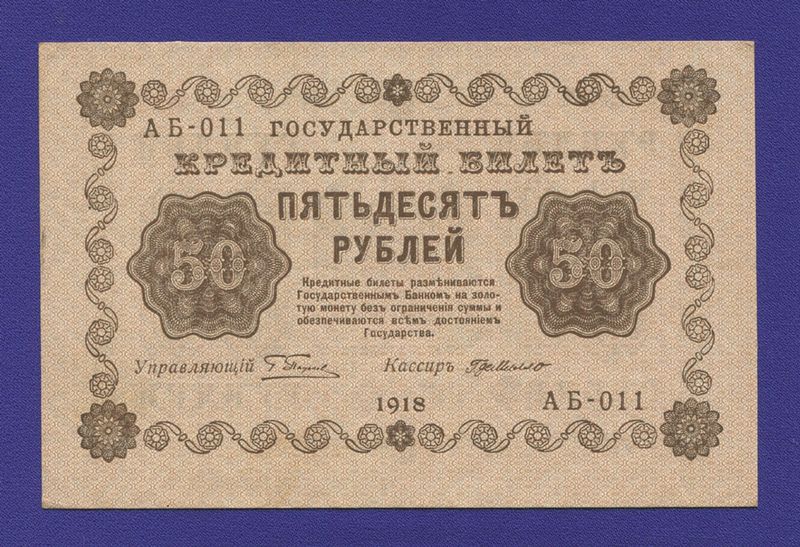 АБ-011 ГОСУДАРСТВЕННЫЙ
КРЕДИТНЫЙ БИЛЕТЪ
ПЯТЬДЕСЯТЪ
РУБЛЕЙ
50
50
Кредитные билеты размѣниваются
Государственнымъ Банкомъ на золо-
тую монету безъ ограниченія суммы и
обезпечиваются всѣмъ достояніемъ
Государства.
Управляющій Кассиръ
1918 АБ-011